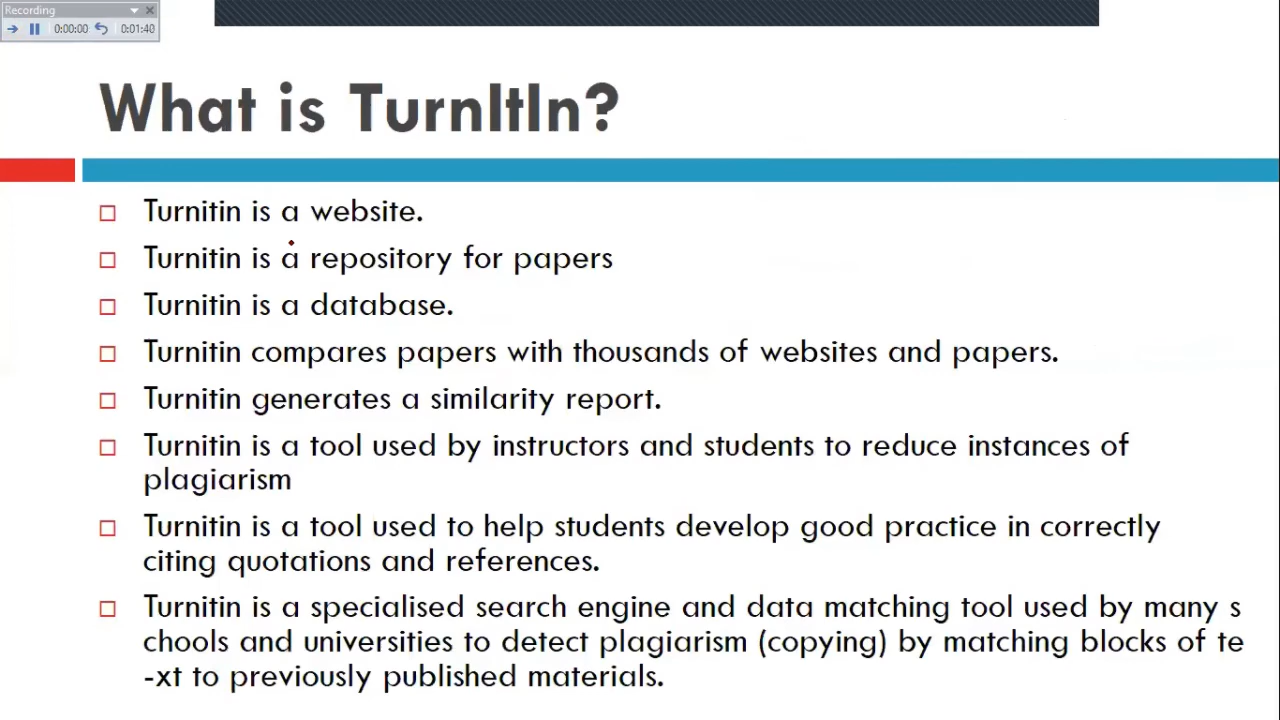 Recording
0:00:00 0:01:40
What is TurnItIn?
Turnitin is a website.
Turnitin is a repository for papers
Turnitin is a database.
Turnitin compares papers with thousands of websites and papers.
Turnitin generates a similarity report.
Turnitin is a tool used by instructors and students to reduce instances of
plagiarism
Turnitin is a tool used to help students develop good practice in correctly
citing quotations and references.
Turnitin is a specialised search engine and data matching tool used by many s
chools and universities to detect plagiarism (copying) by matching blocks of te
-xt to previously published materials.